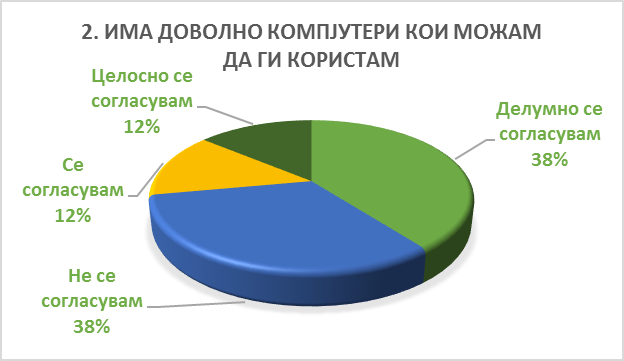 2. ИМА ДОВОЛНО КОМПЈУТЕРИ КОИ МОЖАМ
ДА ГИ КОРИСТАМ
Целосно се
согласувам
12%
Делумно се
согласувам
38%
Се
согласувам
12%
Не се
согласувам
38%